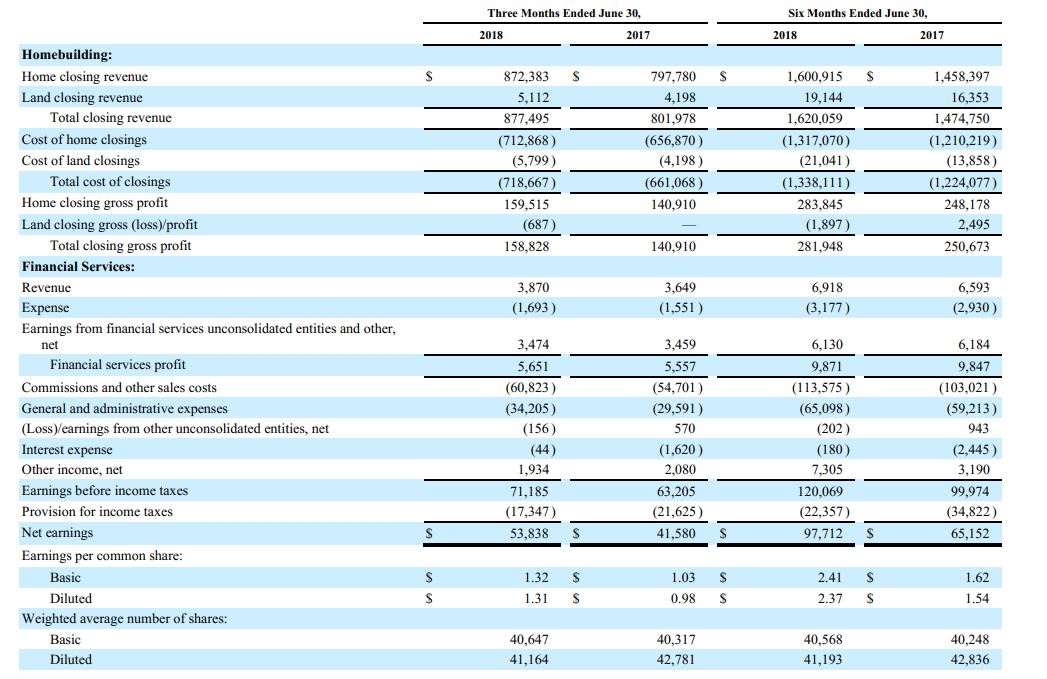 Three Months Ended June 30, Six Months Ended June 30,
2018 2017 2018 2017
Homebuilding:
Home closing revenue $ 872,383 $ 797,780 $ 1,600,915 $ 1,458,397
Land closing revenue 5,112 4,198 19,144 16,353
Total closing revenue 877,495 801,978 1,620,059 1,474,750
Cost of home closings (712,868) (656,870) (1,317,070) (1,210,219)
Cost of land closings (5,799) (4,198) (21,041) (13,858)
Total cost of closings (718,667) (661,068) (1,338,111) (1,224,077)
Home closing gross profit 159,515 140,910 283,845 248,178
Land closing gross (loss)/profit (687) — (1,897) 2,495
Total closing gross profit 158,828 140,910 281,948 250,673
Financial Services:
Revenue 3,870 3,649 6,918 6,593
Expense (1,693) (1,551) (3,177) (2,930)
Earnings from financial services unconsolidated entities and other,
net 3,474 3,459 6,130 6,184
Financial services profit 5,651 5,557 9,871 9,847
Commissions and other sales costs (60,823) (54,701) (113,575) (103,021)
General and administrative expenses (34,205) (29,591) (65,098) (59,213)
(Loss)/earnings from other unconsolidated entities, net (156) 570 (202) 943
Interest expense (44) (1,620) (180) (2,445)
Other income, net 1,934 2,080 7,305 3,190
Earnings before income taxes 71,185 63,205 120,069 99,974
Provision for income taxes (17,347) (21,625) (22,357) (34,822)
Net earnings $ 53,838 $ 41,580 $ 97,712 $ 65,152
Earnings per common share:
Basic $ 1.32 $ 1.03 $ 2.41 $ 1.62
Diluted $ 1.31 $ 0.98 $ 2.37 $ 1.54
Weighted average number of shares:
Basic 40,647 40,317 40,568 40,248
Diluted 41,164 42,781 41,193 42,836